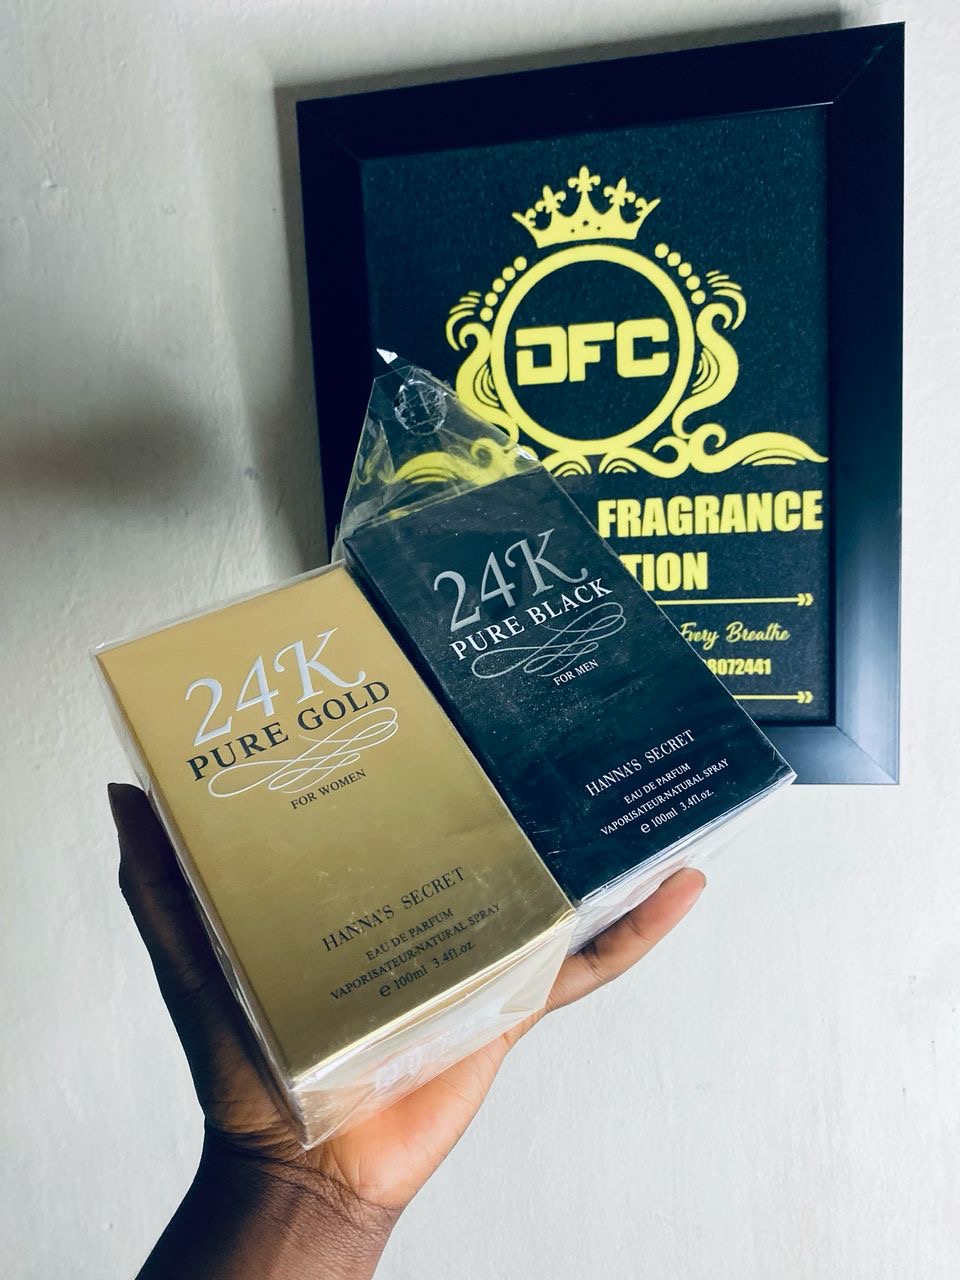 DFC
FRAGRANCE
TION
Every Breathe
8072441
24K
PURE BLACK
FOR MEN
HANNA'S SECRET
EAU DE PARFUM
VAPORISATEUR-NATURAL SPRAY
e 100ml 3.4fl.oz.
24K
PURE GOLD
FOR WOMEN
HANNA'S SECRET
EAU DE PARFUM
VAPORISATEUR-NATURAL SPRAY
e 100ml 3.4fl.oz.